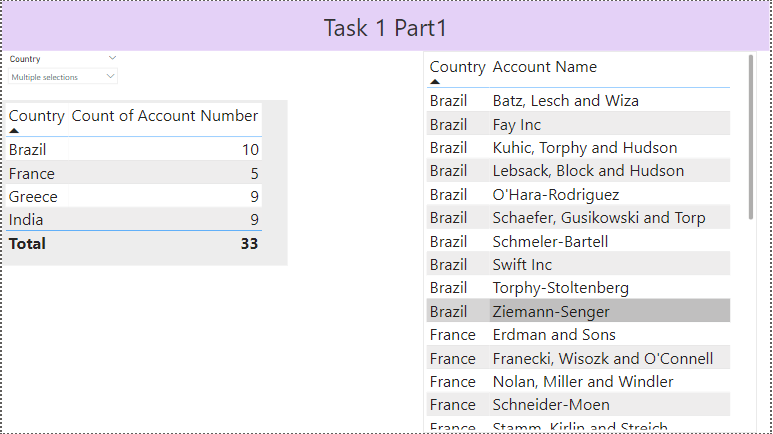 Task 1 Part1
Country
Multiple selections
Country Count of Account Number
Brazil 10
France 5
Greece 9
India 9
Total 33
Country Account Name
Brazil Batz, Lesch and Wiza
Brazil Fay Inc
Brazil Kuhic, Torphy and Hudson
Brazil Lebsack, Block and Hudson
Brazil O'Hara-Rodriguez
Brazil Schaefer, Gusikowski and Torp
Brazil Schmeler-Bartell
Brazil Swift Inc
Brazil Torphy-Stoltenberg
Brazil Ziemann-Senger
France Erdman and Sons
France Franecki, Wisozk and O'Connell
France Nolan, Miller and Windler
France Schneider-Moen
France Stamm, Kirlin and Streich